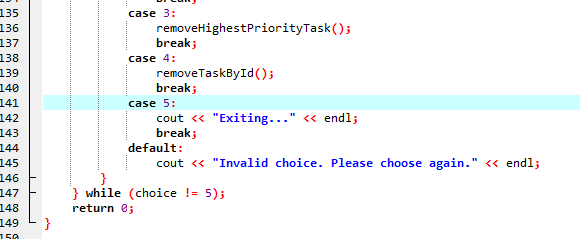 134 break;
135 case 3:
136 removeHighestPriorityTask();
137 break;
138 case 4:
139 removeTaskById();
140 break;
141 case 5:
142 cout << "Exiting..." << endl;
143 break;
144 default:
145 cout << "Invalid choice. Please choose again." << endl;
146 }
147 } while (choice != 5);
148 return 0;
149 }
150